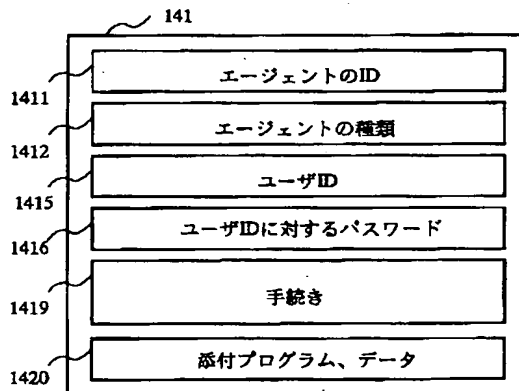 141
1411
エージェントのID
1412
エージェントの種類
1415
ユーザID
1416
ユーザIDに対するパスワード
1419
手続き
1420
添付プログラム、データ